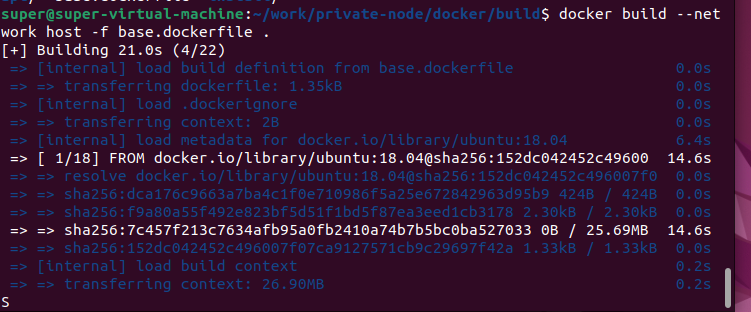 super@super-virtual-machine:~/work/private-node/docker/build$ docker build --net
work host -f base.dockerfile .
[+] Building 21.0s (4/22)
=> [internal] load build definition from base.dockerfile 0.0s
=> => transferring dockerfile: 1.35kB 0.0s
=> [internal] load .dockerignore 0.0s
=> => transferring context: 2B 0.0s
=> [internal] load metadata for docker.io/library/ubuntu:18.04 6.4s
=> [ 1/18] FROM docker.io/library/ubuntu:18.04@sha256:152dc042452c49600 14.6s
=> => resolve docker.io/library/ubuntu:18.04@sha256:152dc042452c496007f0 0.0s
=> => sha256:dca176c9663a7ba4c1f0e710986f5a25e672842963d95b9 424B / 424B 0.0s
=> => sha256:f9a80a55f492e823bf5d51f1bd5f87ea3eed1cb3178 2.30kB / 2.30kB 0.0s
=> => sha256:7c457f213c7634afb95a0fb2410a74b7b5bc0ba527033 0B / 25.69MB 14.6s
=> => sha256:152dc042452c496007f07ca9127571cb9c29697f42a 1.33kB / 1.33kB 0.0s
=> [internal] load build context 0.2s
=> => transferring context: 26.90MB 0.2s
S